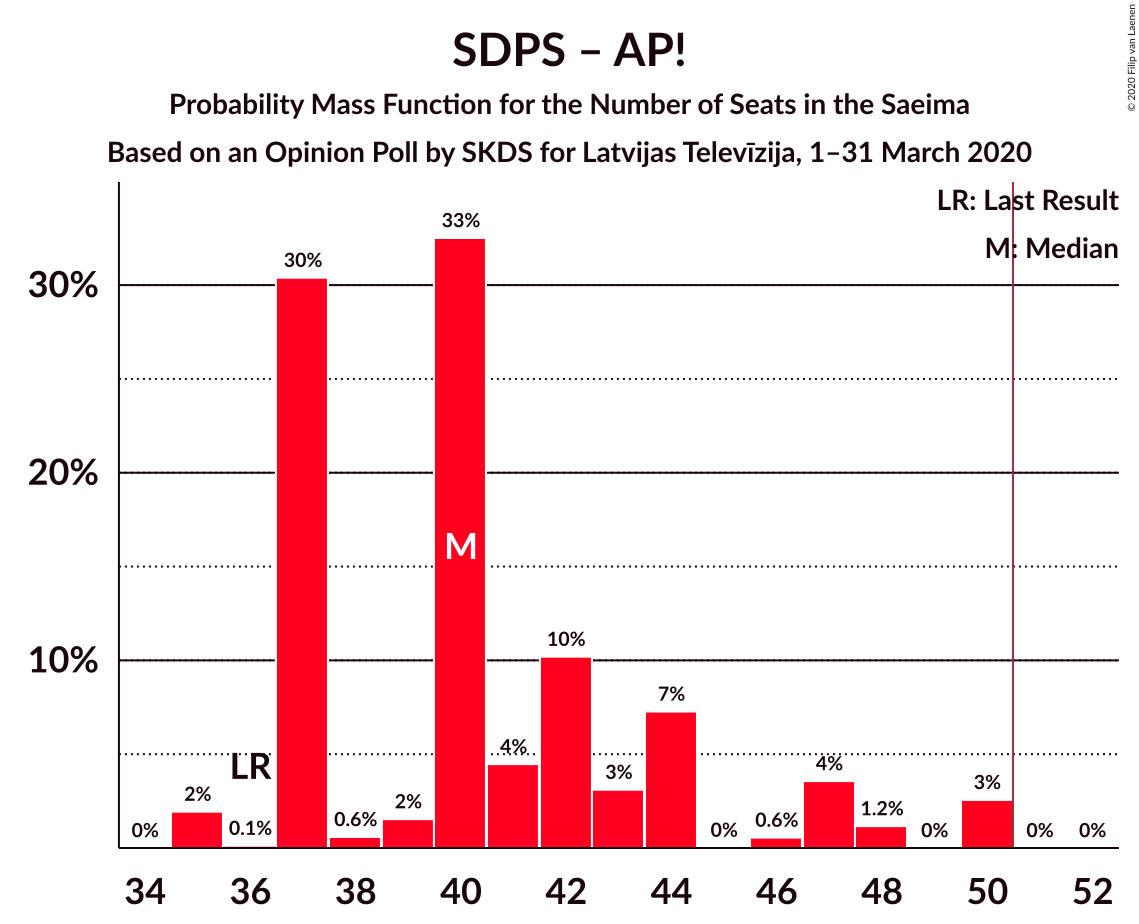 SDPS – AP!
Probability Mass Function for the Number of Seats in the Saeima
Based on an Opinion Poll by SKDS for Latvijas Televīzija, 1–31 March 2020
© 2020 Filip van Laenen
LR: Last Result
M: Median
30%
20%
10%
0%
2%
0.1%
30%
0.6%
2%
33%
4%
10%
3%
7%
0%
0.6%
4%
1.2%
0%
3%
0%
0%
LR
M
34 36 38 40 42 44 46 48 50 52